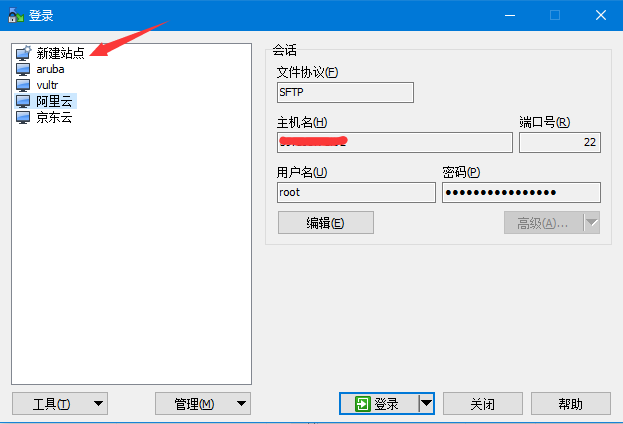 登录
新建站点
aruba
vultr
阿里云
京东云
会话
文件协议(F)
SFTP
主机名(H)
端口号(R)
22
用户名(U)
密码(P)
root
••••••••••••••••
编辑(E)
高级(A)...
工具(T)
管理(M)
登录
关闭
帮助